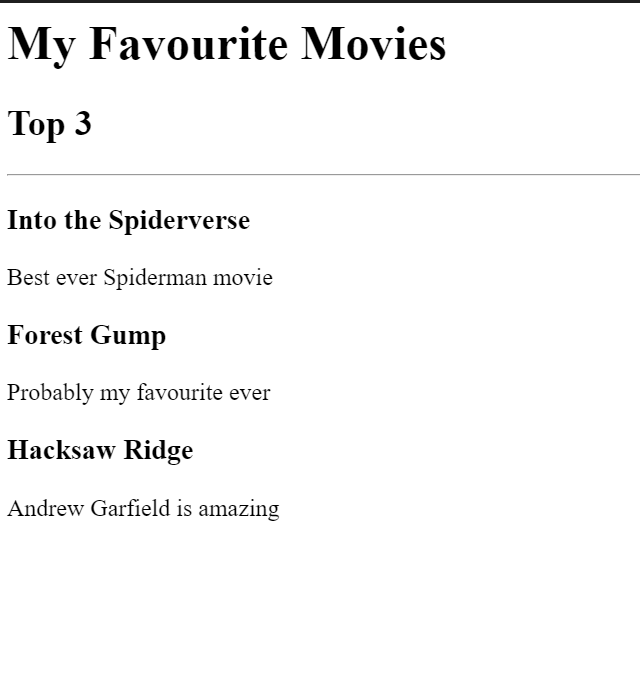 My Favourite Movies
Top 3
Into the Spiderverse
Best ever Spiderman movie
Forest Gump
Probably my favourite ever
Hacksaw Ridge
Andrew Garfield is amazing